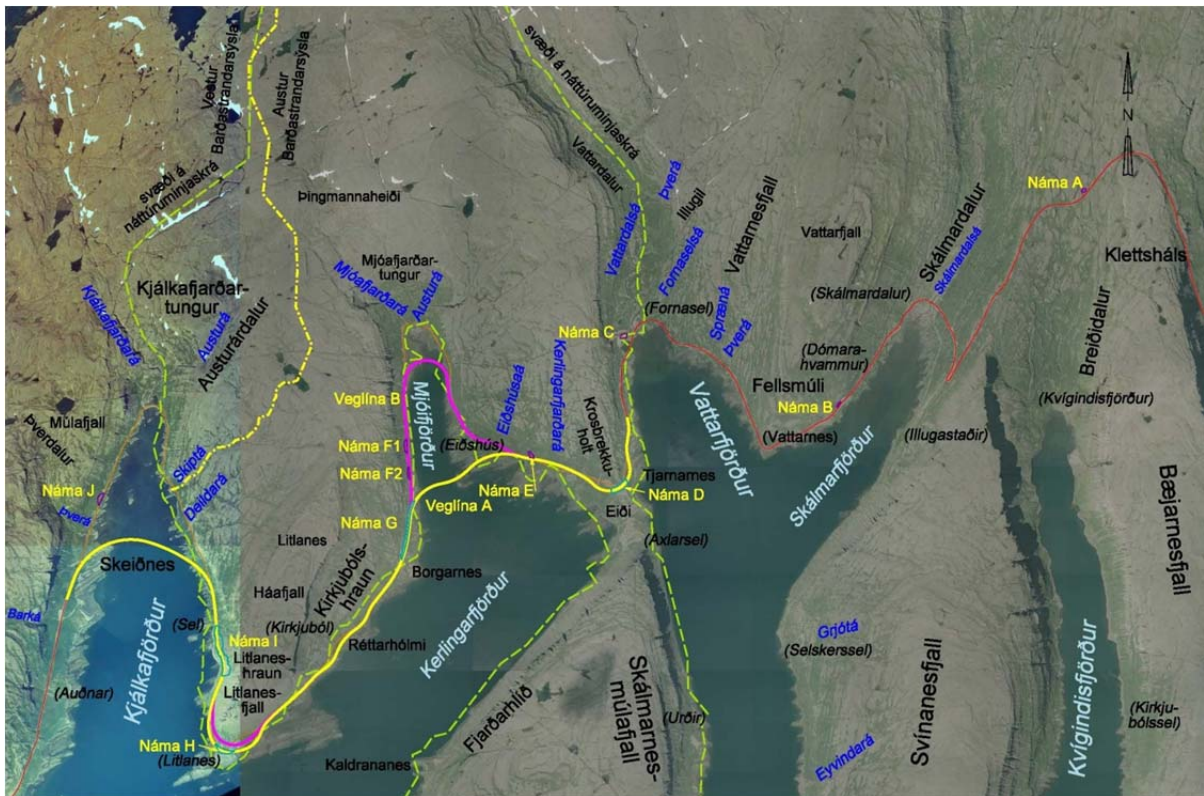 Vestur
Barðastrandarsýsla
Austur
Barðastrandarsýsla
svæði á
náttúruminjaskrá
svæði á náttúruminjaskrá
Þingmannaheiði
Kjálkafjarðar-
tungur
Kjálkafjarðará
Austurá
Austurárdalur
Múlafjall
Þverdalur
Náma J
Þverá
Skiptá
Deildará
Skeiðnes
Barká
(Auðnar)
Kjálkafjörður
(Sel)
Náma I
Litlanes-
hraun
Litlanes-
fjall
Náma H
(Litlanes)
Litlanes
Háafjall
(Kirkjuból)
Kirkjubóls-
hraun
Mjóafjarðar-
tungur
Mjóafjarðará
Austurá
Veglína B
Náma F1
Náma F2
Náma G
Mjóifjörður
(Eiðshús)
Eiðshusaá
Kerlingarfjarðará
Náma E
Veglína A
Borgarnes
Réttarhólmi
Kerlingarfjörður
Kaldrananes
Fjarðarhlíð
Krosbrekku-
holt
Eiði
Náma D
Tjarnarnes
(Axlarsel)
Skálmarnes-
múlafjall
(Urðir)
Vattardalur
Vattardalsá
Þverá
Illugil
Fornaselsá
(Fornasel)
Náma C
Vattarnesfjall
Spræná
Þverá
Vattarfjörður
Vattarfjall
(Skálmardalur)
(Dómara-
hvammur)
Fellsmúli
Náma B
(Vattarnes)
Skálmardalur
Skálmardalsá
Skálmarfjörður
(Illugastaðir)
Grjótá
(Selskerssel)
Eyvindará
Svínanesfjall
Náma A
N
Klettsháls
Breiðidalur
(Kvígindisfjörður)
Bæjarnesfjall
Kvígindisfjörður
(Kirkju-
bólssel)